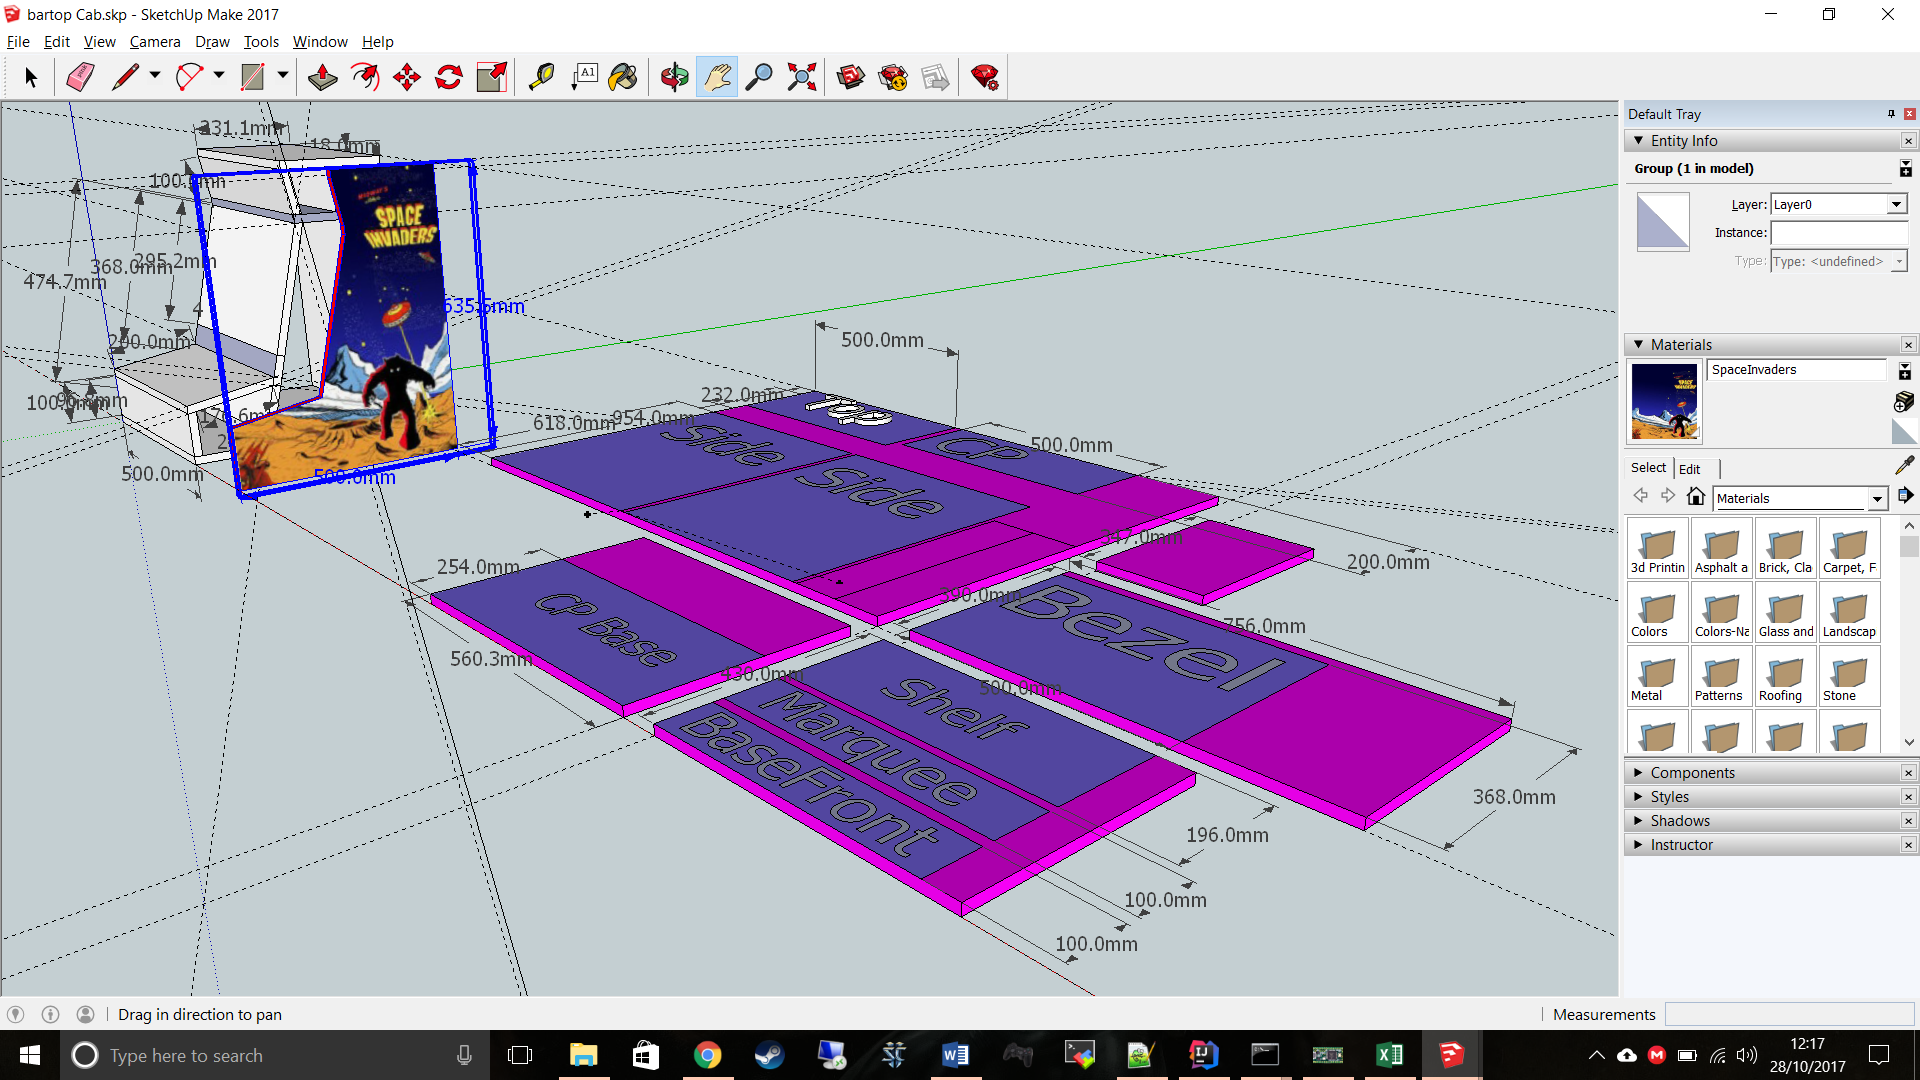 bartop Cab.skp - SketchUp Make 2017
File Edit View Camera Draw Tools Window Help
A1
Default Tray
Entity Info
Group (1 in model)
Layer: Layer0
Instance:
Type: Type: <undefined>
Materials
SpaceInvaders
Select Edit
Materials
3d Printin Asphalt a Brick, Cla Carpet, F
Colors Colors-Na Glass and Landscap
Metal Patterns Roofing Stone
Components
Styles
Shadows
Instructor
331.1mm
18.0mm
SPACE
INVADERS
295.2mm
368.0mm
474.7mm
200.0mm
635.5mm
500.0mm
500.0mm
500.0mm
232.0mm
954.0mm
618.0mm
500.0mm
Top
CP
Side
Side
347.0mm
200.0mm
254.0mm
390.0mm
CP Base
Bezel
756.0mm
560.3mm
430.0mm
500.0mm
Shelf
Marquee
BaseFront
368.0mm
196.0mm
100.0mm
100.0mm
Drag in direction to pan
Measurements
Type here to search
12:17
28/10/2017